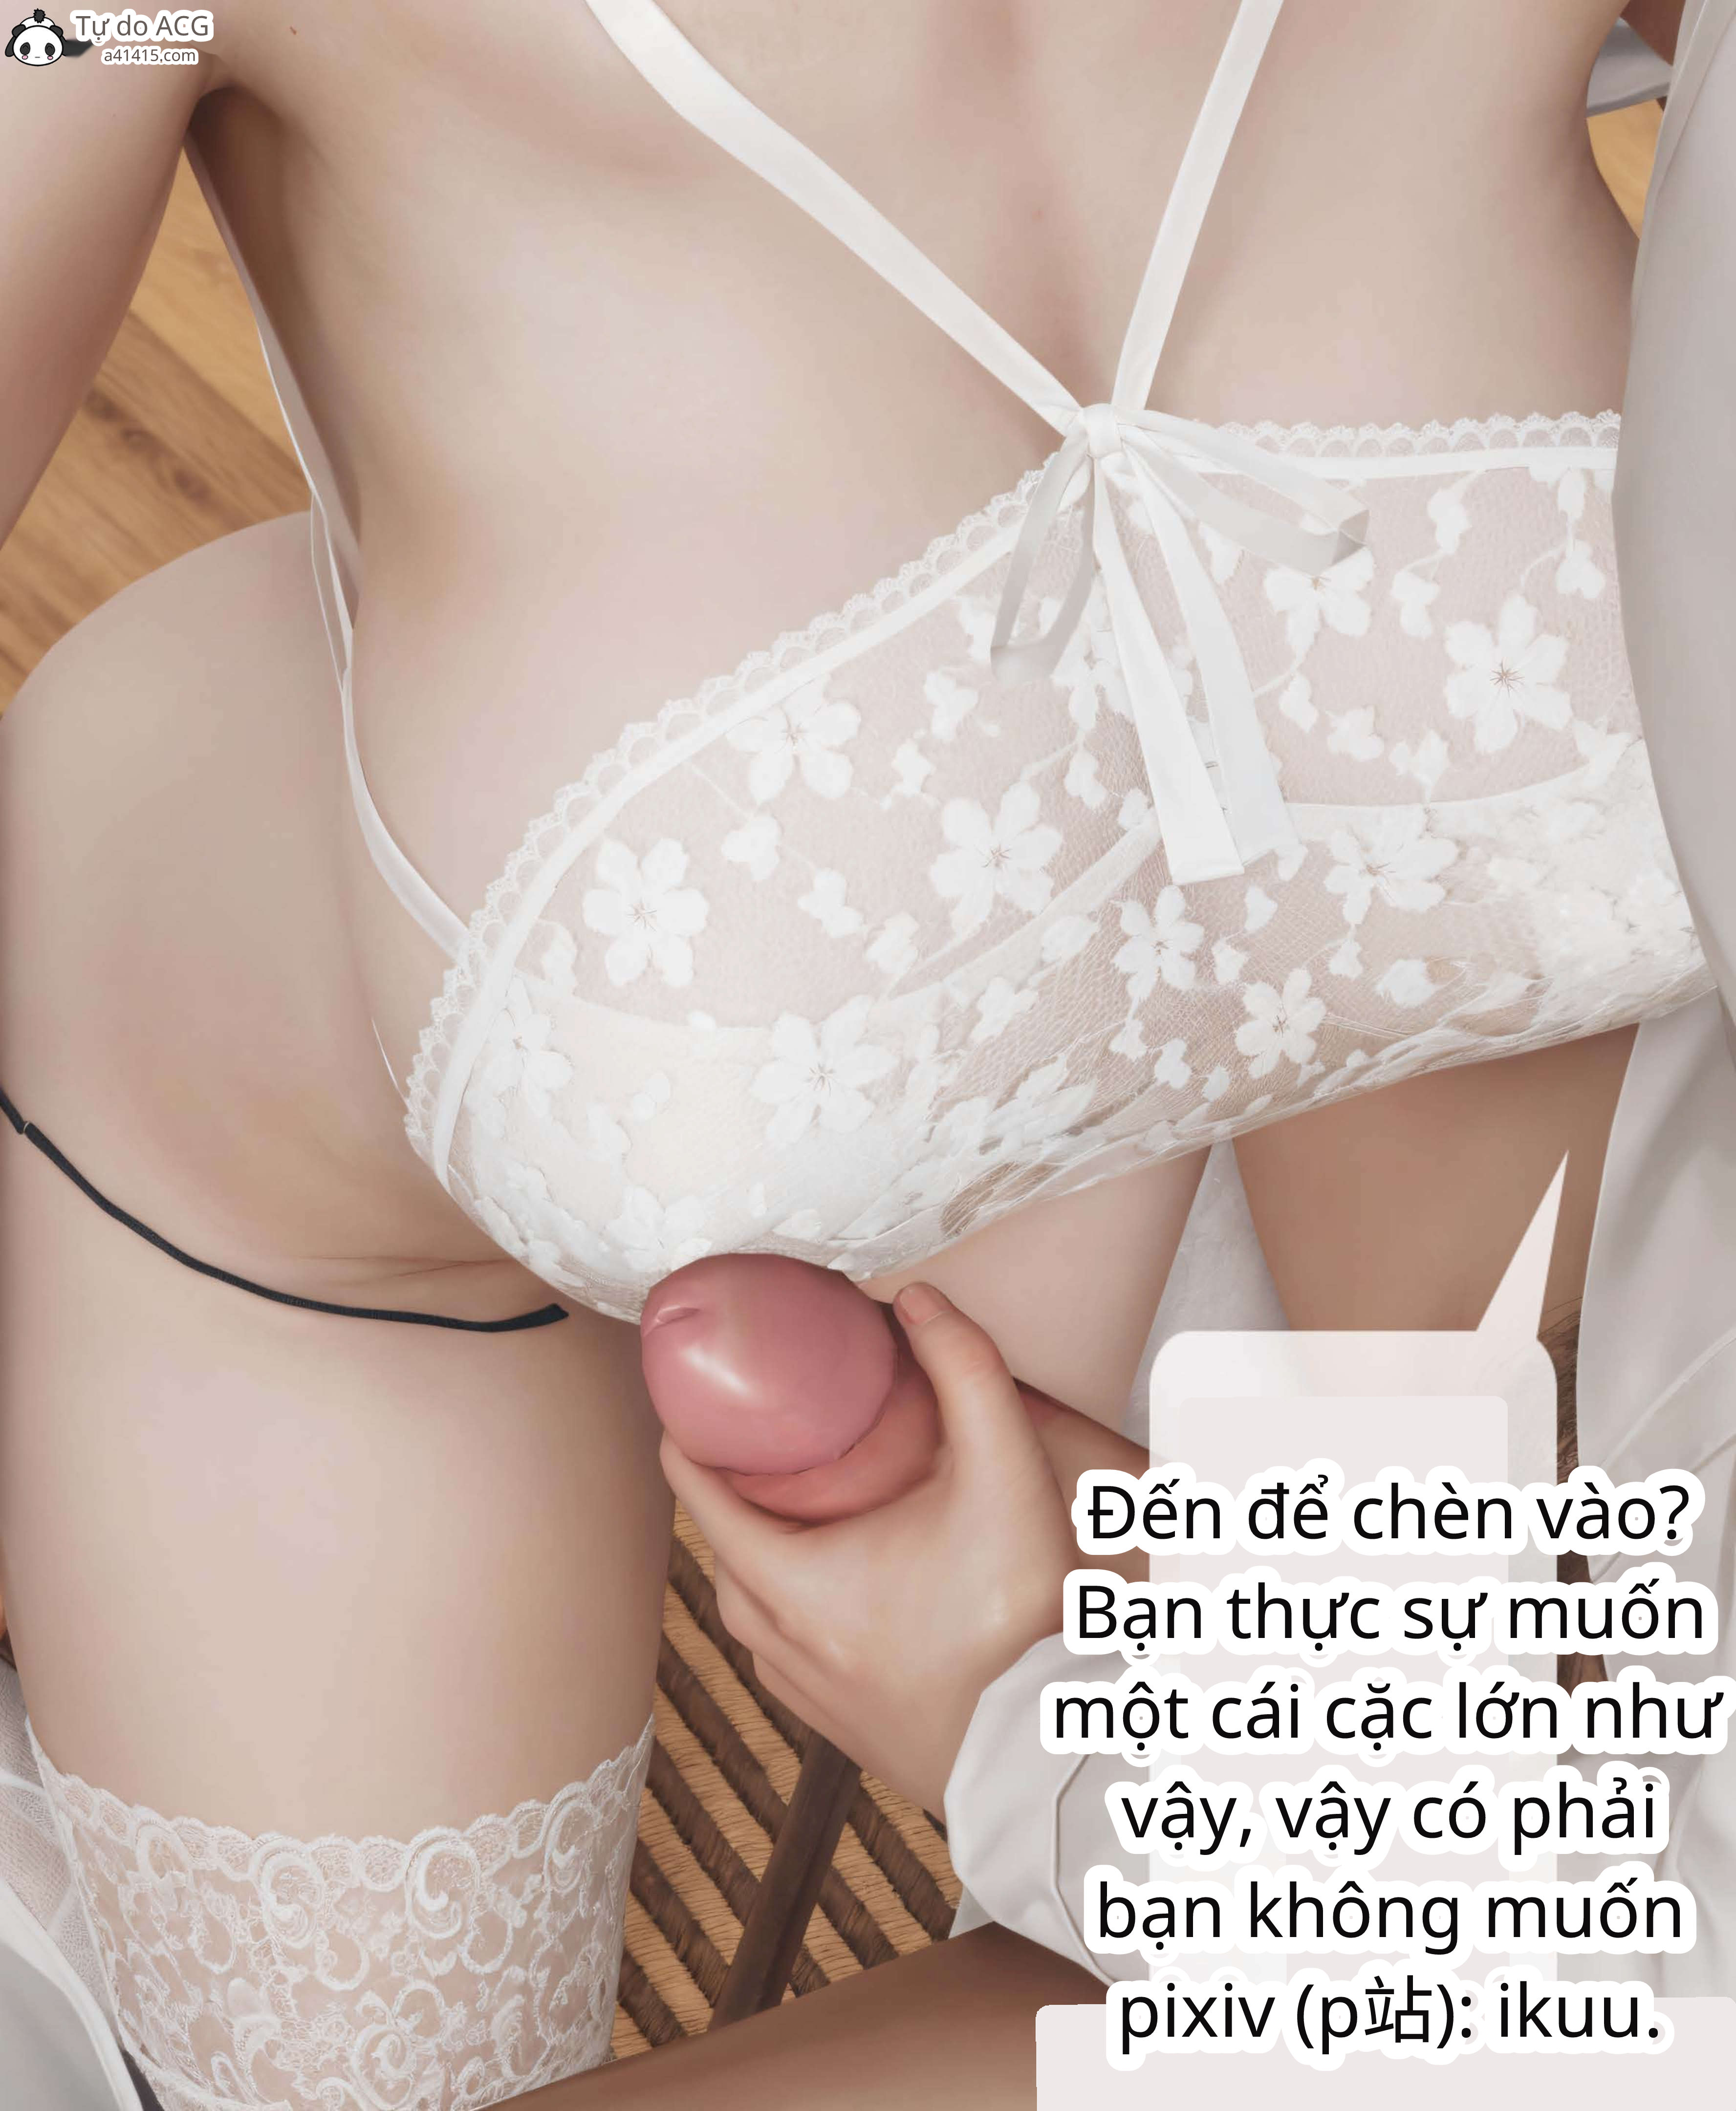 Tự do ACG
a41415.com
Đến để chèn vào?
Bạn thực sự muốn
một cái cặc lớn như
vậy, vậy có phải
bạn không muốn
pixiv (p站): ikuu.